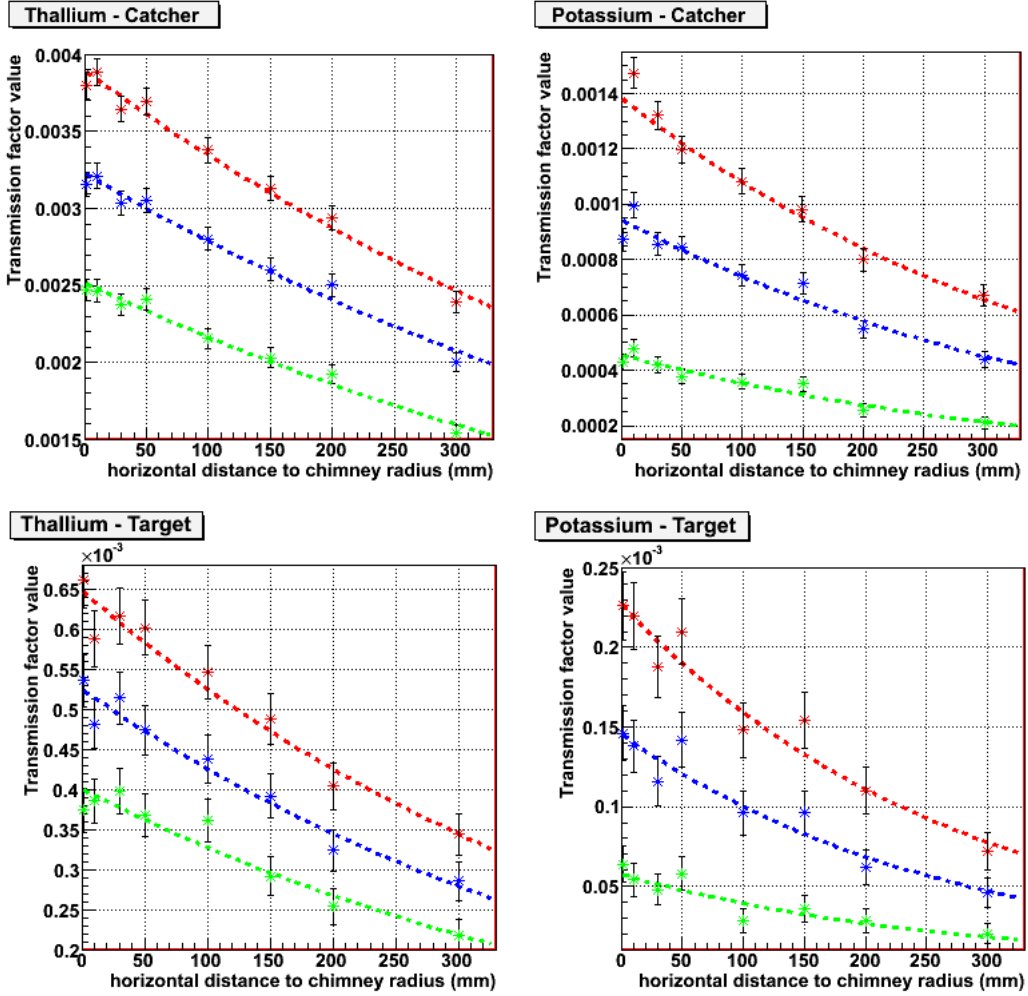 Thallium - Catcher
Transmission factor value
0.004
0.0035
0.003
0.0025
0.002
0.0015
0 50 100 150 200 250 300
horizontal distance to chimney radius (mm)
Potassium - Catcher
Transmission factor value
0.0014
0.0012
0.001
0.0008
0.0006
0.0004
0.0002
0 50 100 150 200 250 300
horizontal distance to chimney radius (mm)
Thallium - Target
×10⁻³
Transmission factor value
0.65
0.6
0.55
0.5
0.45
0.4
0.35
0.3
0.25
0.2
0 50 100 150 200 250 300
horizontal distance to chimney radius (mm)
Potassium - Target
×10⁻³
Transmission factor value
0.25
0.2
0.15
0.1
0.05
0 50 100 150 200 250 300
horizontal distance to chimney radius (mm)